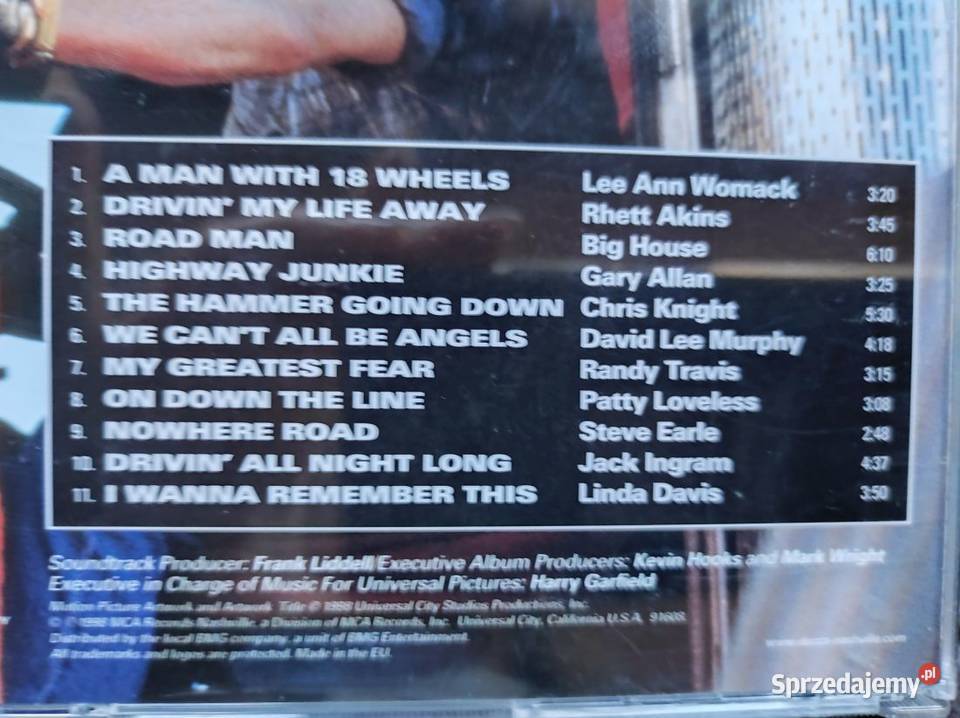 1. A MAN WITH 18 WHEELS Lee Ann Womack 3:20
2. DRIVIN' MY LIFE AWAY Rhett Akins 3:45
3. ROAD MAN Big House 6:10
4. HIGHWAY JUNKIE Gary Allan 3:25
5. THE HAMMER GOING DOWN Chris Knight 5:30
6. WE CAN'T ALL BE ANGELS David Lee Murphy 4:18
7. MY GREATEST FEAR Randy Travis 3:15
8. ON DOWN THE LINE Patty Loveless 3:08
9. NOWHERE ROAD Steve Earle 2:48
10. DRIVIN' ALL NIGHT LONG Jack Ingram 4:37
11. I WANNA REMEMBER THIS Linda Davis 3:50
Soundtrack Producer: Frank Liddell/Executive Album Producers: Kevin Hooks and Mark Wright
Executive in Charge of Music For Universal Pictures: Harry Garfield
Motion Picture Artwork and Artwork Title © 1998 Universal City Studios Productions, Inc.
1998 MCA Records Nashville, a Division of MCA Records, Inc. Universal City, California U.S.A. 91608.
Distributed by the local BMG company, a unit of BMG Entertainment.
All trademarks and logos are protected. Made in the EU.
Sprzedajemy.pl